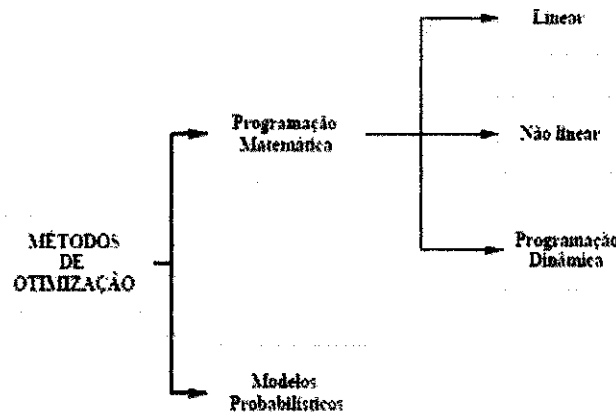 Linear
Programação
Matemática
Não linear
MÉTODOS
DE
OTIMIZAÇÃO
Programação
Dinâmica
Modelos
Probabilísticos